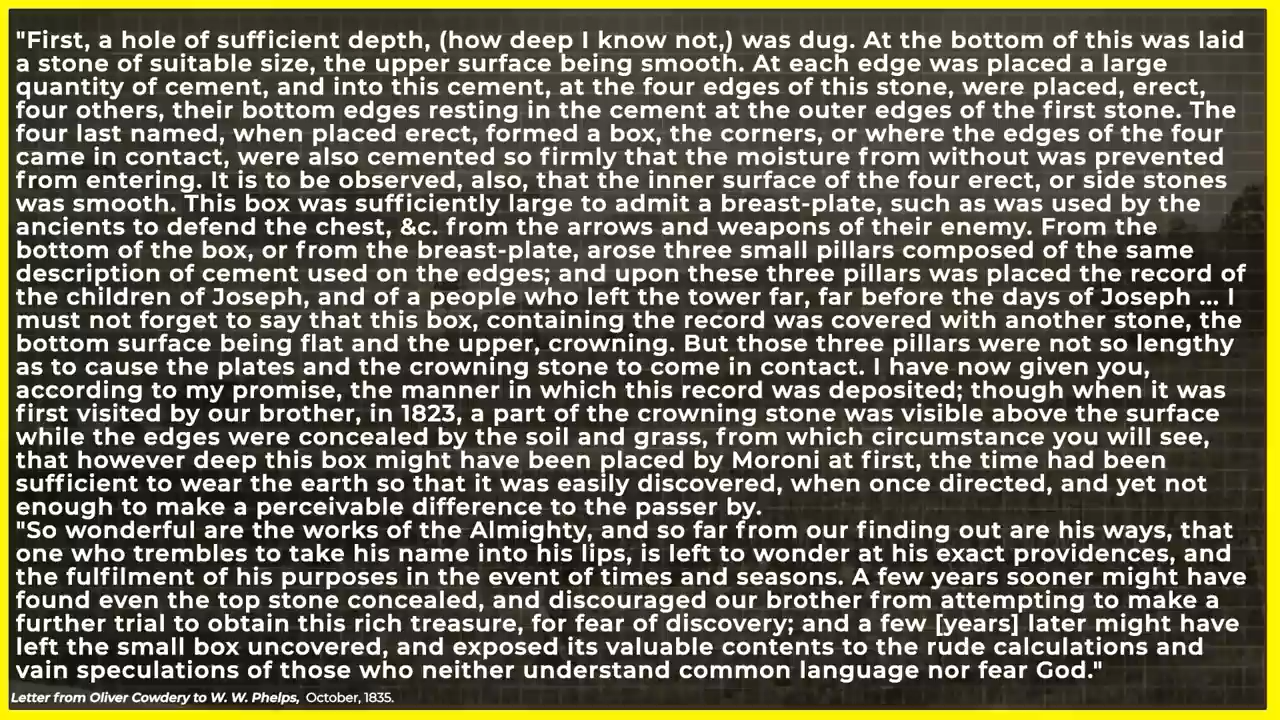 "First, a hole of sufficient depth, (how deep I know not,) was dug. At the bottom of this was laid
a stone of suitable size, the upper surface being smooth. At each edge was placed a large
quantity of cement, and into this cement, at the four edges of this stone, were placed, erect,
four others, their bottom edges resting in the cement at the outer edges of the first stone. The
four last named, when placed erect, formed a box, the corners, or where the edges of the four
came in contact, were also cemented so firmly that the moisture from without was prevented
from entering. It is to be observed, also, that the inner surface of the four erect, or side stones
was smooth. This box was sufficiently large to admit a breast-plate, such as was used by the
ancients to defend the chest, &c. from the arrows and weapons of their enemy. From the
bottom of the box, or from the breast-plate, arose three small pillars composed of the same
description of cement used on the edges; and upon these three pillars was placed the record of
the children of Joseph, and of a people who left the tower far, far before the days of Joseph ... I
must not forget to say that this box, containing the record was covered with another stone, the
bottom surface being flat and the upper, crowning. But those three pillars were not so lengthy
as to cause the plates and the crowning stone to come in contact. I have now given you,
according to my promise, the manner in which this record was deposited; though when it was
first visited by our brother, in 1823, a part of the crowning stone was visible above the surface
while the edges were concealed by the soil and grass, from which circumstance you will see,
that however deep this box might have been placed by Moroni at first, the time had been
sufficient to wear the earth so that it was easily discovered, when once directed, and yet not
enough to make a perceivable difference to the passer by.
"So wonderful are the works of the Almighty, and so far from our finding out are his ways, that
one who trembles to take his name into his lips, is left to wonder at his exact providences, and
the fulfilment of his purposes in the event of times and seasons. A few years sooner might have
found even the top stone concealed, and discouraged our brother from attempting to make a
further trial to obtain this rich treasure, for fear of discovery; and a few [years] later might have
left the small box uncovered, and exposed its valuable contents to the rude calculations and
vain speculations of those who neither understand common language nor fear God."
Letter from Oliver Cowdery to W. W. Phelps, October, 1835.